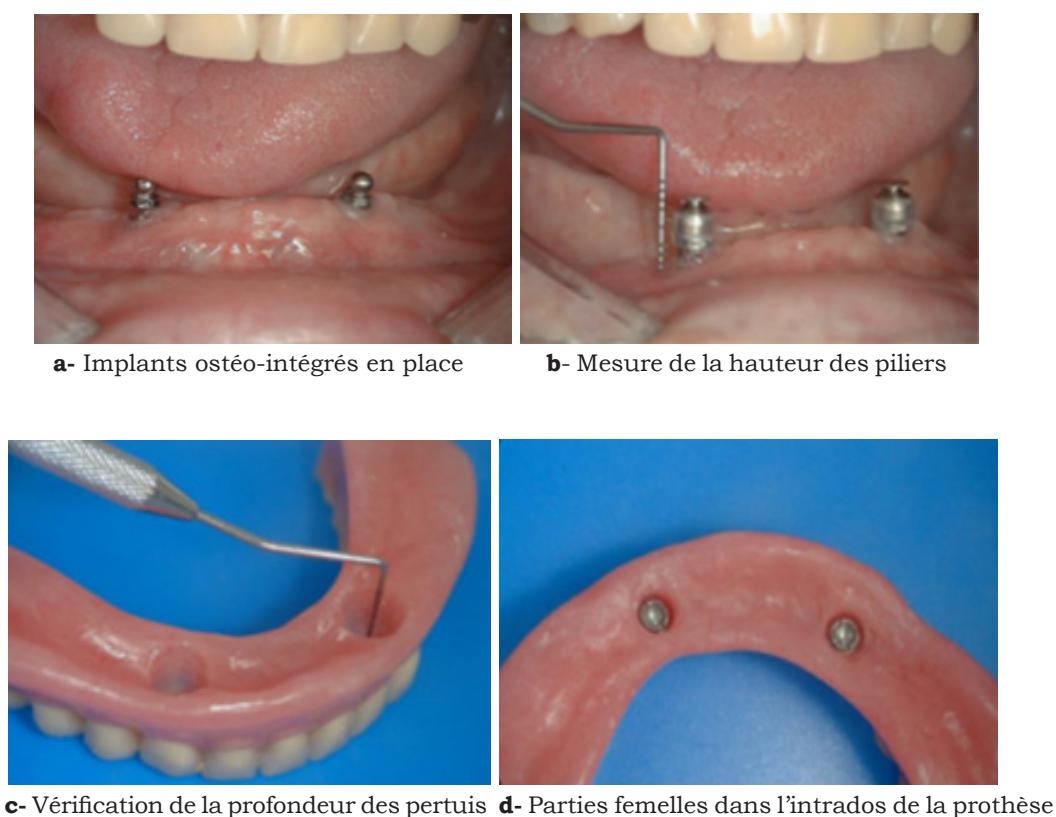 a- Implants ostéo-intégrés en place
b- Mesure de la hauteur des piliers
c- Vérification de la profondeur des pertuis
d- Parties femelles dans l'intrados de la prothèse